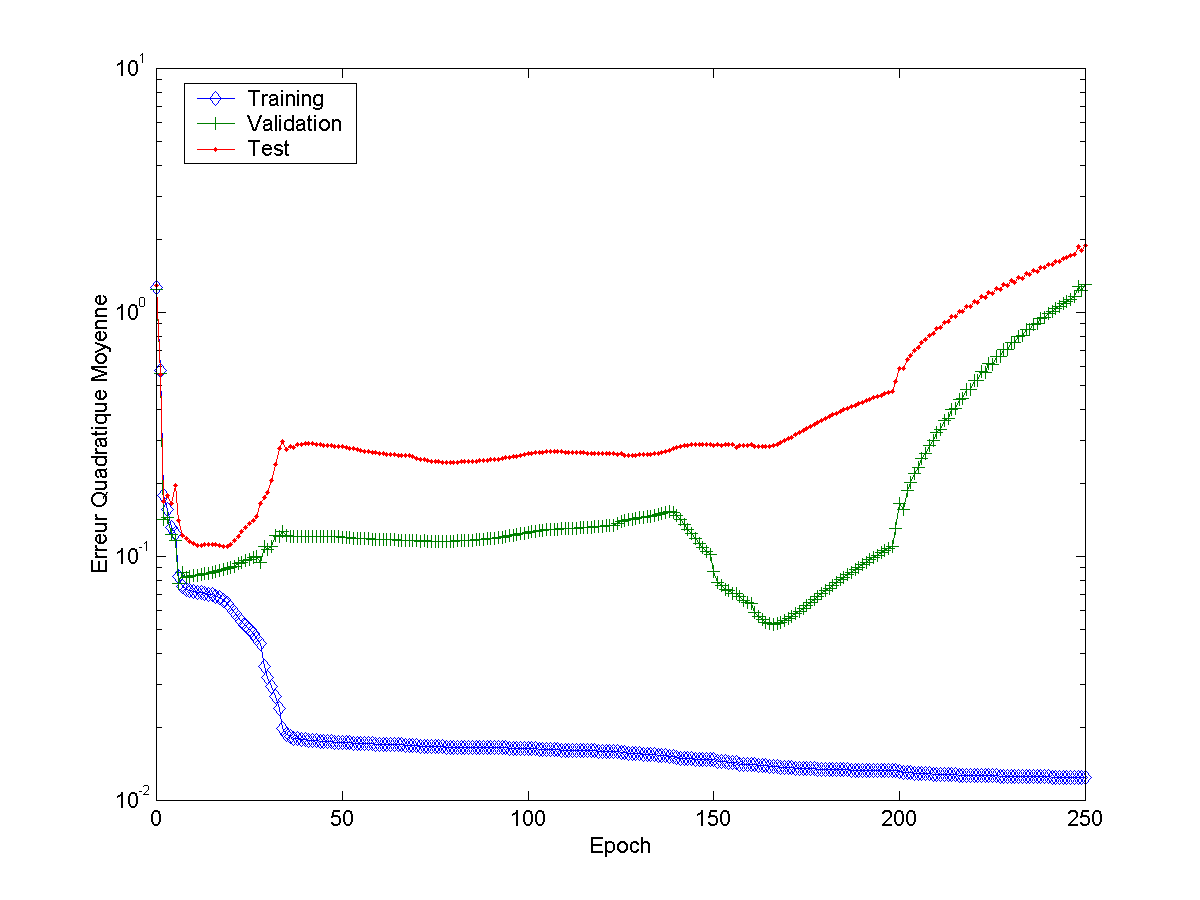 10^1
Training
Validation
Test
10^0
Erreur Quadratique Moyenne
10^-1
10^-2
0 50 100 150 200 250
Epoch